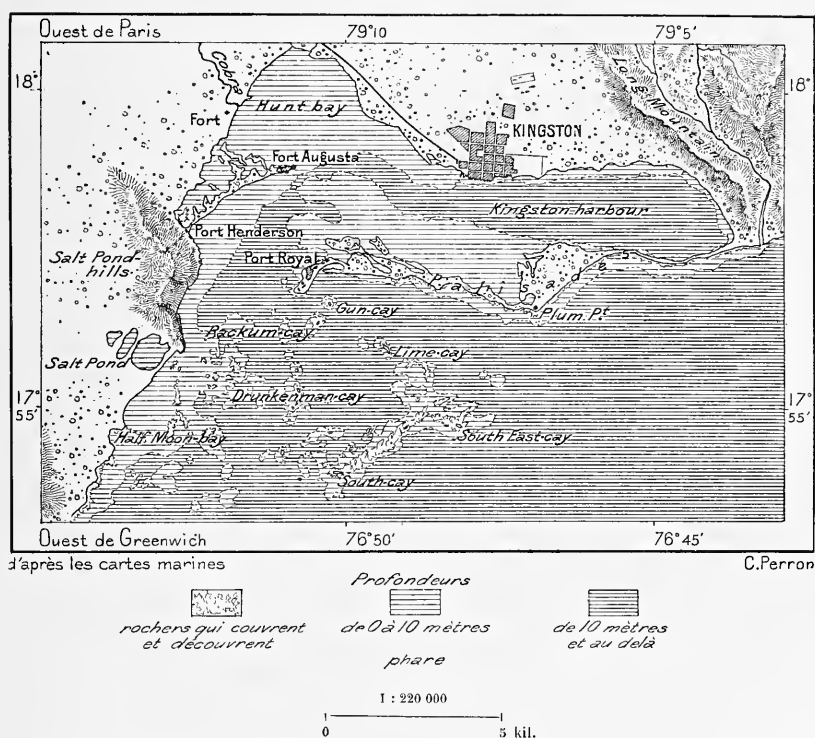 Ouest de Paris
79°10'
79°5'
18°
18°
Cobre
Hunt bay
Fort
Long Mountain
KINGSTON
Fort Augusta
Kingston-harbour
Port Henderson
Salt Pond-hills
Port Royal
Palisades
Plum. Pt
Gun-cay
Rackum-cay
Lime-cay
Salt Pond
Drunkenman-cay
17°
55'
17°
55'
Half Moon-bay
South East-cay
South-cay
Ouest de Greenwich
76°50'
76°45'
d'après les cartes marines
C.Perron
Profondeurs
rochers qui couvrent
et découvrent
de 0 à 10 mètres
de 10 mètres
et au delà
phare
1 : 220 000
0
5 kil.